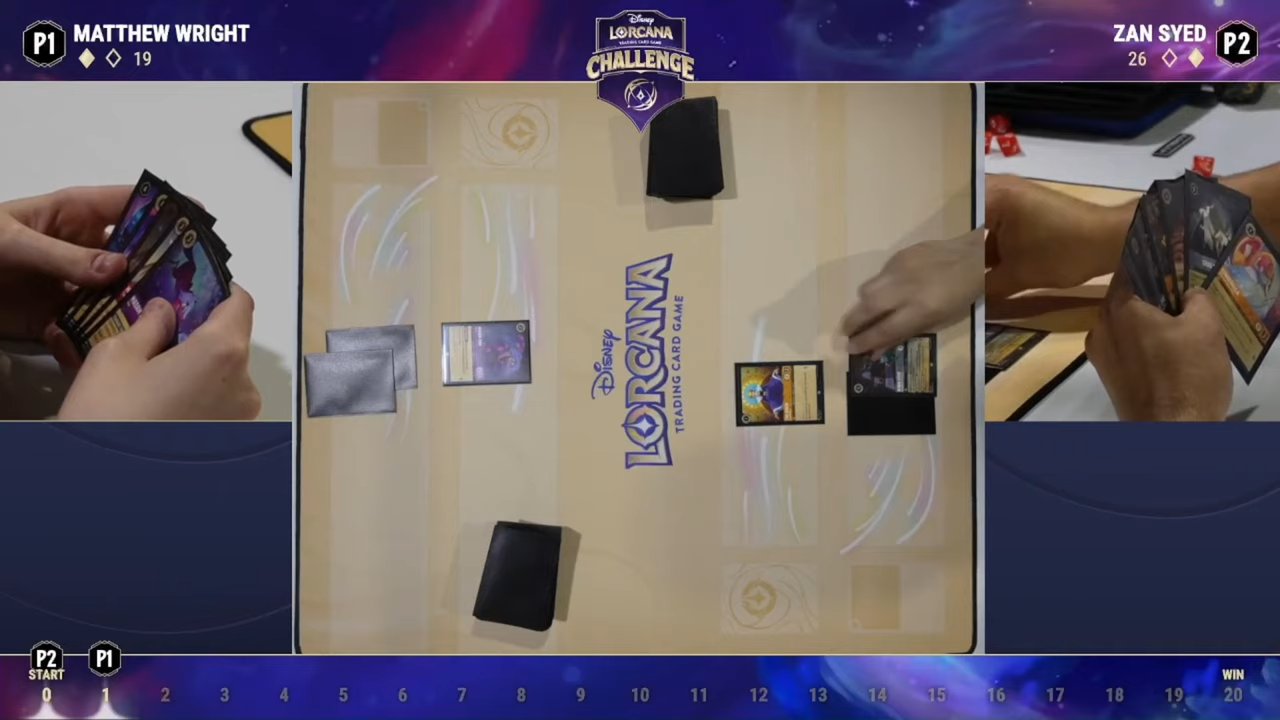 P1
MATTHEW WRIGHT
19
Disney
LORCANA
TRADING CARD GAME
CHALLENGE
ZAN SYED
26
P2
DISNEY
LORCANA
TRADING CARD GAME
P2
P1
START
WIN
0 1 2 3 4 5 6 7 8 9 10 11 12 13 14 15 16 17 18 19 20